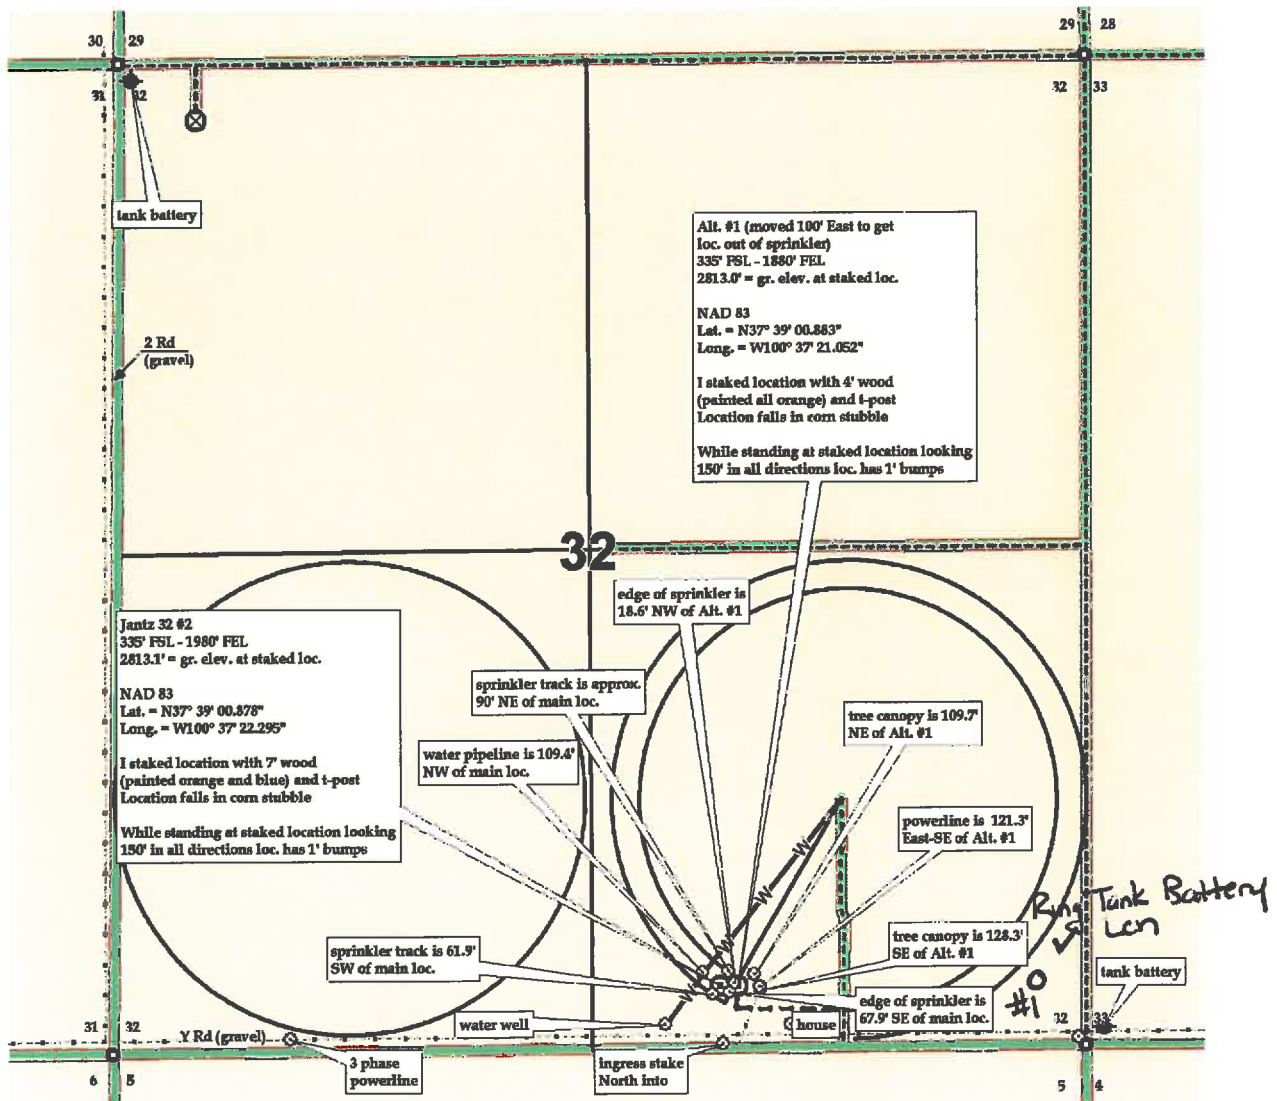 30 29
29 28
31 32
32 33
tank battery
Alt. #1 (moved 100' East to get
loc. out of sprinkler)
335' FSL - 1880' FEL
2813.0' = gr. elev. at staked loc.
NAD 83
Lat. = N37° 39' 00.883"
Long. = W100° 37' 21.052"
I staked location with 4' wood
(painted all orange) and t-post
Location falls in corn stubble
While standing at staked location looking
150' in all directions loc. has 1' bumps
2 Rd
(gravel)
32
edge of sprinkler is
18.6' NW of Alt. #1
Jantz 32 #2
335' FSL - 1980' FEL
2813.1' = gr. elev. at staked loc.
NAD 83
Lat. = N37° 39' 00.878"
Long. = W100° 37' 22.295"
I staked location with 7' wood
(painted orange and blue) and t-post
Location falls in corn stubble
While standing at staked location looking
150' in all directions loc. has 1' bumps
sprinkler track is approx.
90' NE of main loc.
tree canopy is 109.7'
NE of Alt. #1
water pipeline is 109.4'
NW of main loc.
powerline is 121.3'
East-SE of Alt. #1
W
W
W
W
Tank Battery
Lcn
tree canopy is 128.3'
SE of Alt. #1
sprinkler track is 61.9'
SW of main loc.
tank battery
edge of sprinkler is
67.9' SE of main loc.
#1
water well
house
31 32
32 33
Y Rd (gravel)
3 phase
powerline
ingress stake
North into
6 5
5 4